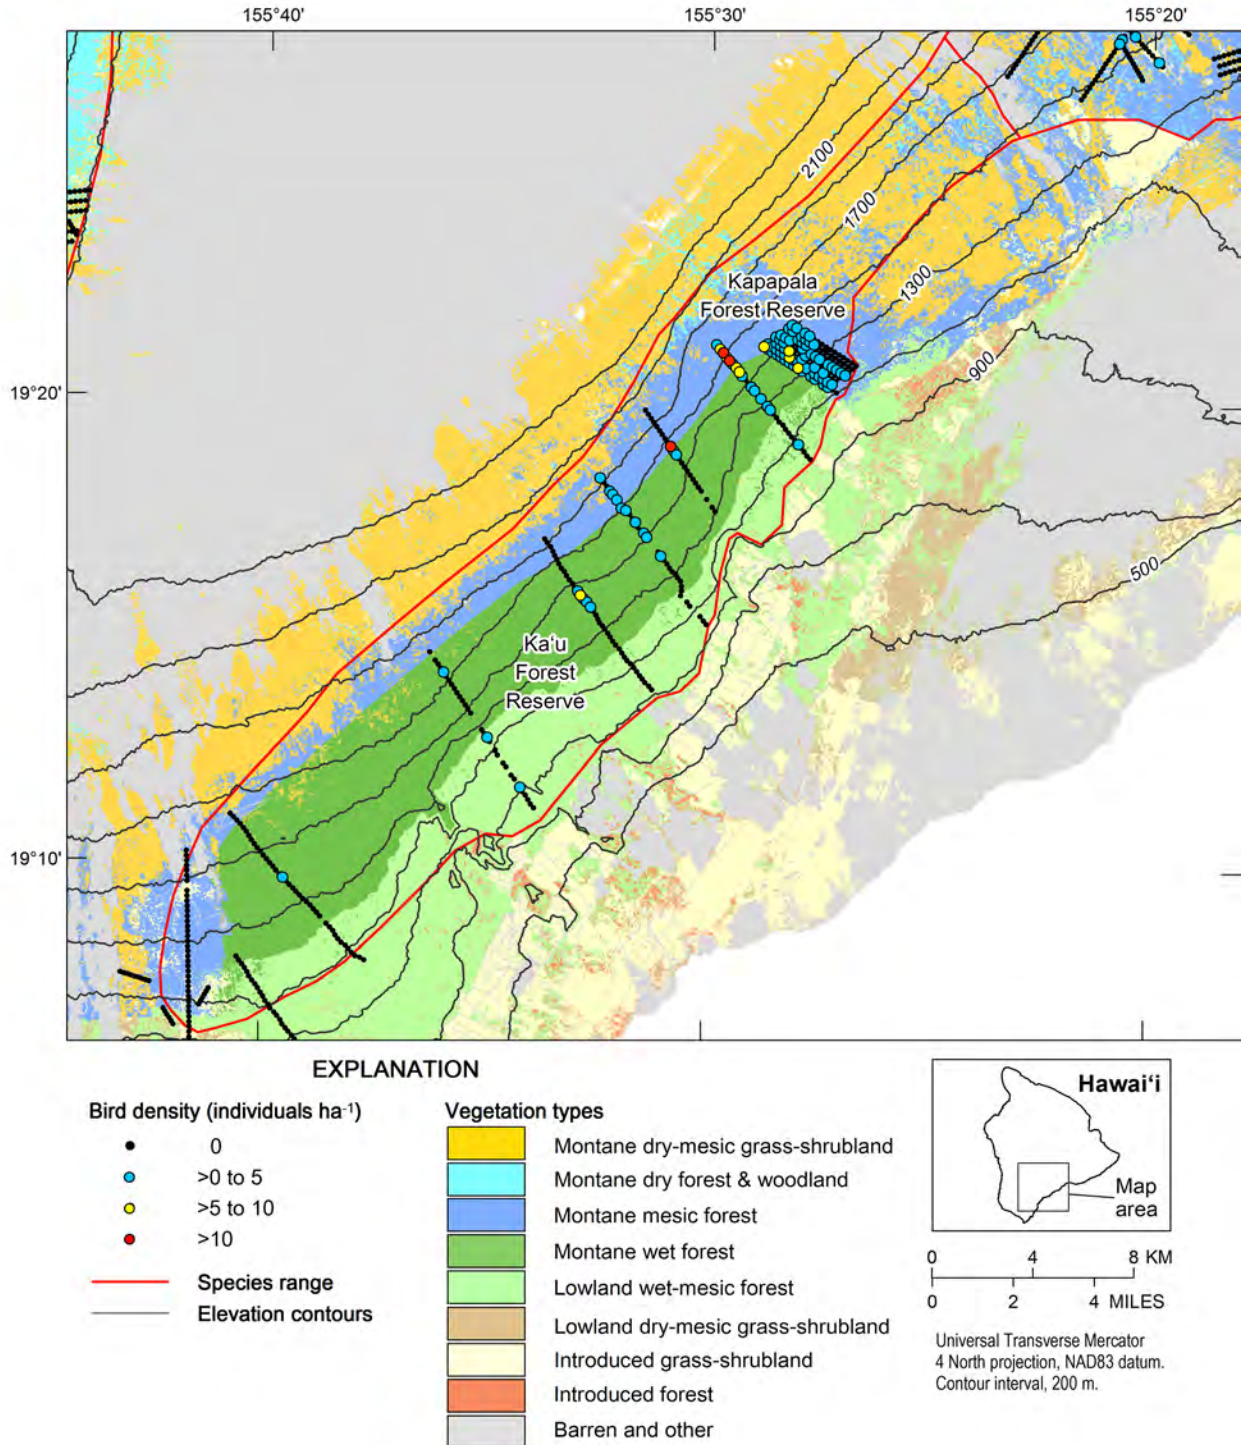 155°40' 155°30' 155°20'
2100
1700
Kapapala
Forest Reserve
1300
900
19°20'
500
Ka‘u
Forest
Reserve
19°10'
EXPLANATION
Bird density (individuals ha⁻¹)
0
>0 to 5
>5 to 10
>10
Species range
Elevation contours
Vegetation types
Montane dry-mesic grass-shrubland
Montane dry forest & woodland
Montane mesic forest
Montane wet forest
Lowland wet-mesic forest
Lowland dry-mesic grass-shrubland
Introduced grass-shrubland
Introduced forest
Barren and other
Hawai‘i
Map
area
0 4 8 KM
0 2 4 MILES
Universal Transverse Mercator
4 North projection, NAD83 datum.
Contour interval, 200 m.